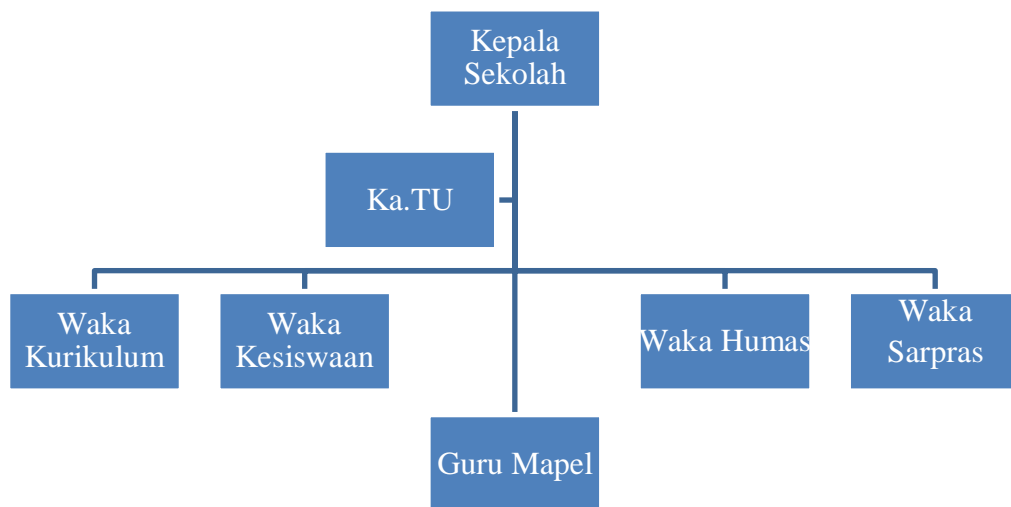 Kepala
Sekolah
Ka.TU
Waka
Kurikulum
Waka
Kesiswaan
Waka Humas
Waka
Sarpras
Guru Mapel